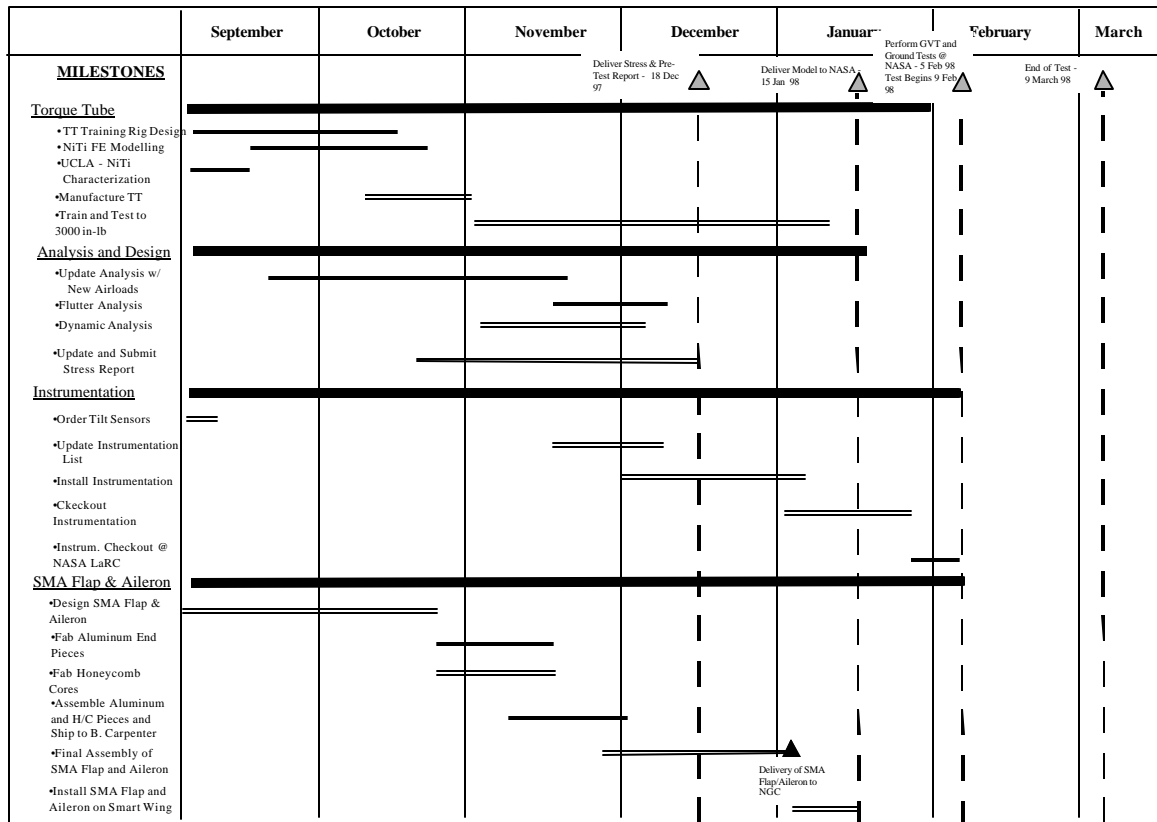 September October November December January February March
MILESTONES
Deliver Stress & Pre-
Test Report - 18 Dec
97
Deliver Model to NASA -
15 Jan 98
Perform GVT and
Ground Tests @
NASA - 5 Feb 98
Test Begins 9 Feb
98
End of Test -
9 March 98
Torque Tube
•TT Training Rig Design
•NiTi FE Modelling
•UCLA - NiTi
Characterization
•Manufacture TT
•Train and Test to
3000 in-lb
Analysis and Design
•Update Analysis w/
New Airloads
•Flutter Analysis
•Dynamic Analysis
•Update and Submit
Stress Report
Instrumentation
•Order Tilt Sensors
•Update Instrumentation
List
•Install Instrumentation
•Ckeckout
Instrumentation
•Instrum. Checkout @
NASA LaRC
SMA Flap & Aileron
•Design SMA Flap &
Aileron
•Fab Aluminum End
Pieces
•Fab Honeycomb
Cores
•Assemble Aluminum
and H/C Pieces and
Ship to B. Carpenter
•Final Assembly of
SMA Flap and Aileron
Delivery of SMA
Flap/Aileron to
NGC
•Install SMA Flap and
Aileron on Smart Wing